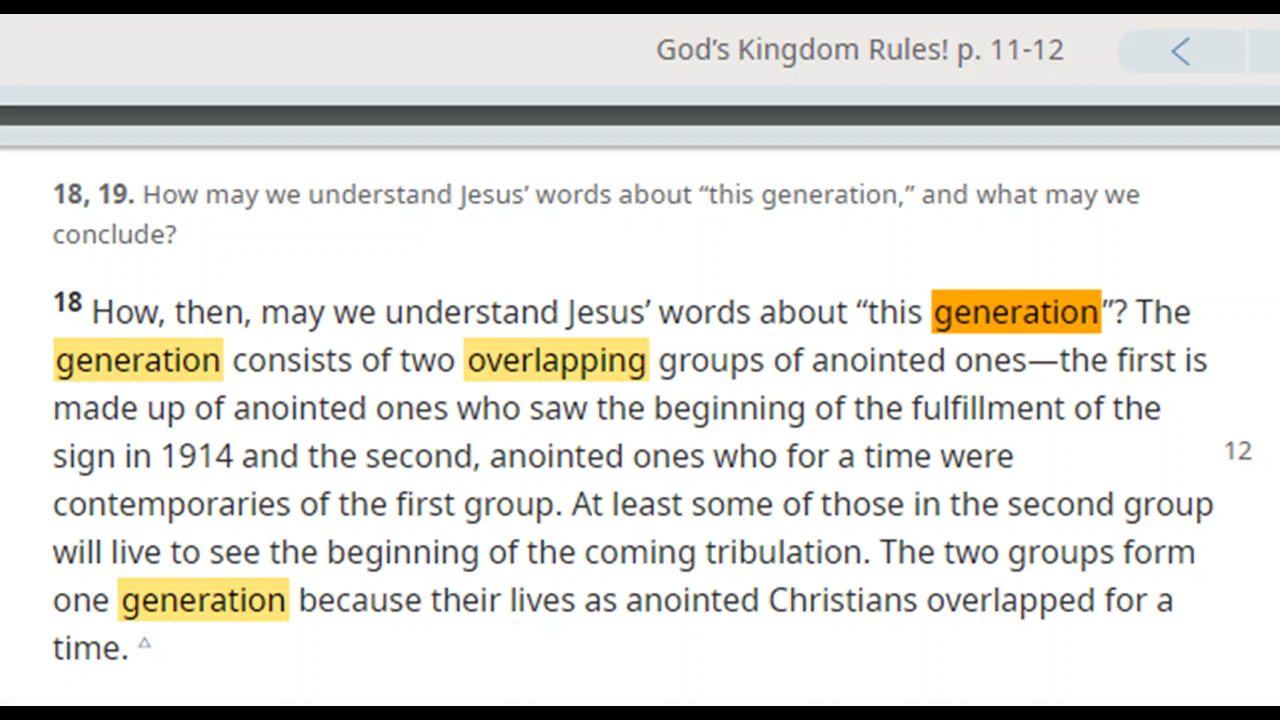 God's Kingdom Rules! p. 11-12
18, 19. How may we understand Jesus' words about “this generation,” and what may we
conclude?
18 How, then, may we understand Jesus' words about “this generation”? The
generation consists of two overlapping groups of anointed ones—the first is
made up of anointed ones who saw the beginning of the fulfillment of the
sign in 1914 and the second, anointed ones who for a time were
12
contemporaries of the first group. At least some of those in the second group
will live to see the beginning of the coming tribulation. The two groups form
one generation because their lives as anointed Christians overlapped for a
time. △